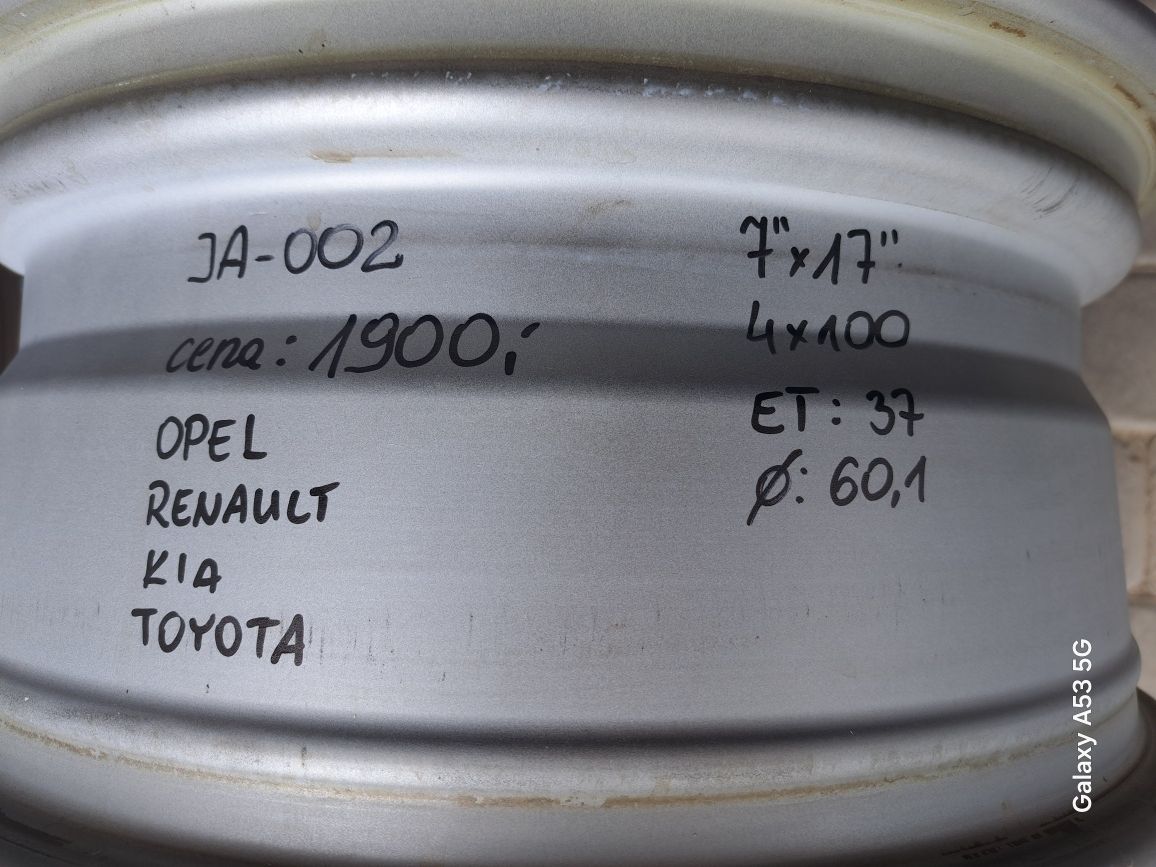 JA-002
cena: 1900,-
OPEL
RENAULT
KIA
TOYOTA
7"x17"
4x100
ET: 37
Ø: 60,1
Galaxy A53 5G